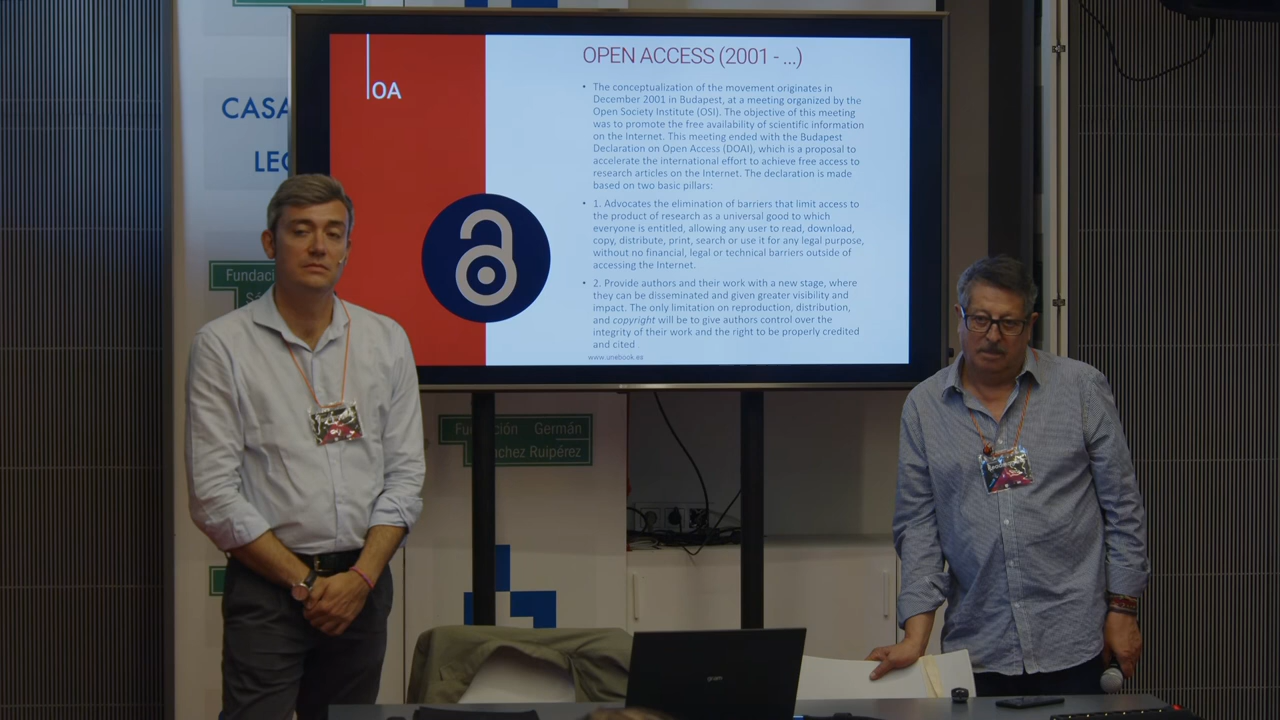 OPEN ACCESS (2001 - ...)
OA
• The conceptualization of the movement originates in
December 2001 in Budapest, at a meeting organized by the
Open Society Institute (OSI). The objective of this meeting
was to promote the free availability of scientific information
on the Internet. This meeting ended with the Budapest
Declaration on Open Access (DOAI), which is a proposal to
accelerate the international effort to achieve free access to
research articles on the Internet. The declaration is made
based on two basic pillars:
• 1. Advocates the elimination of barriers that limit access to
the product of research as a universal good to which
everyone is entitled, allowing any user to read, download,
copy, distribute, print, search or use it for any legal purpose,
without no financial, legal or technical barriers outside of
accessing the Internet.
• 2. Provide authors and their work with a new stage, where
they can be disseminated and given greater visibility and
impact. The only limitation on reproduction, distribution,
and copyright will be to give authors control over the
integrity of their work and the right to be properly credited
and cited
www.unebook.es
CASA
LEC
Fundaci
Sá
Fundación Germán
nchez Ruipérez
gram